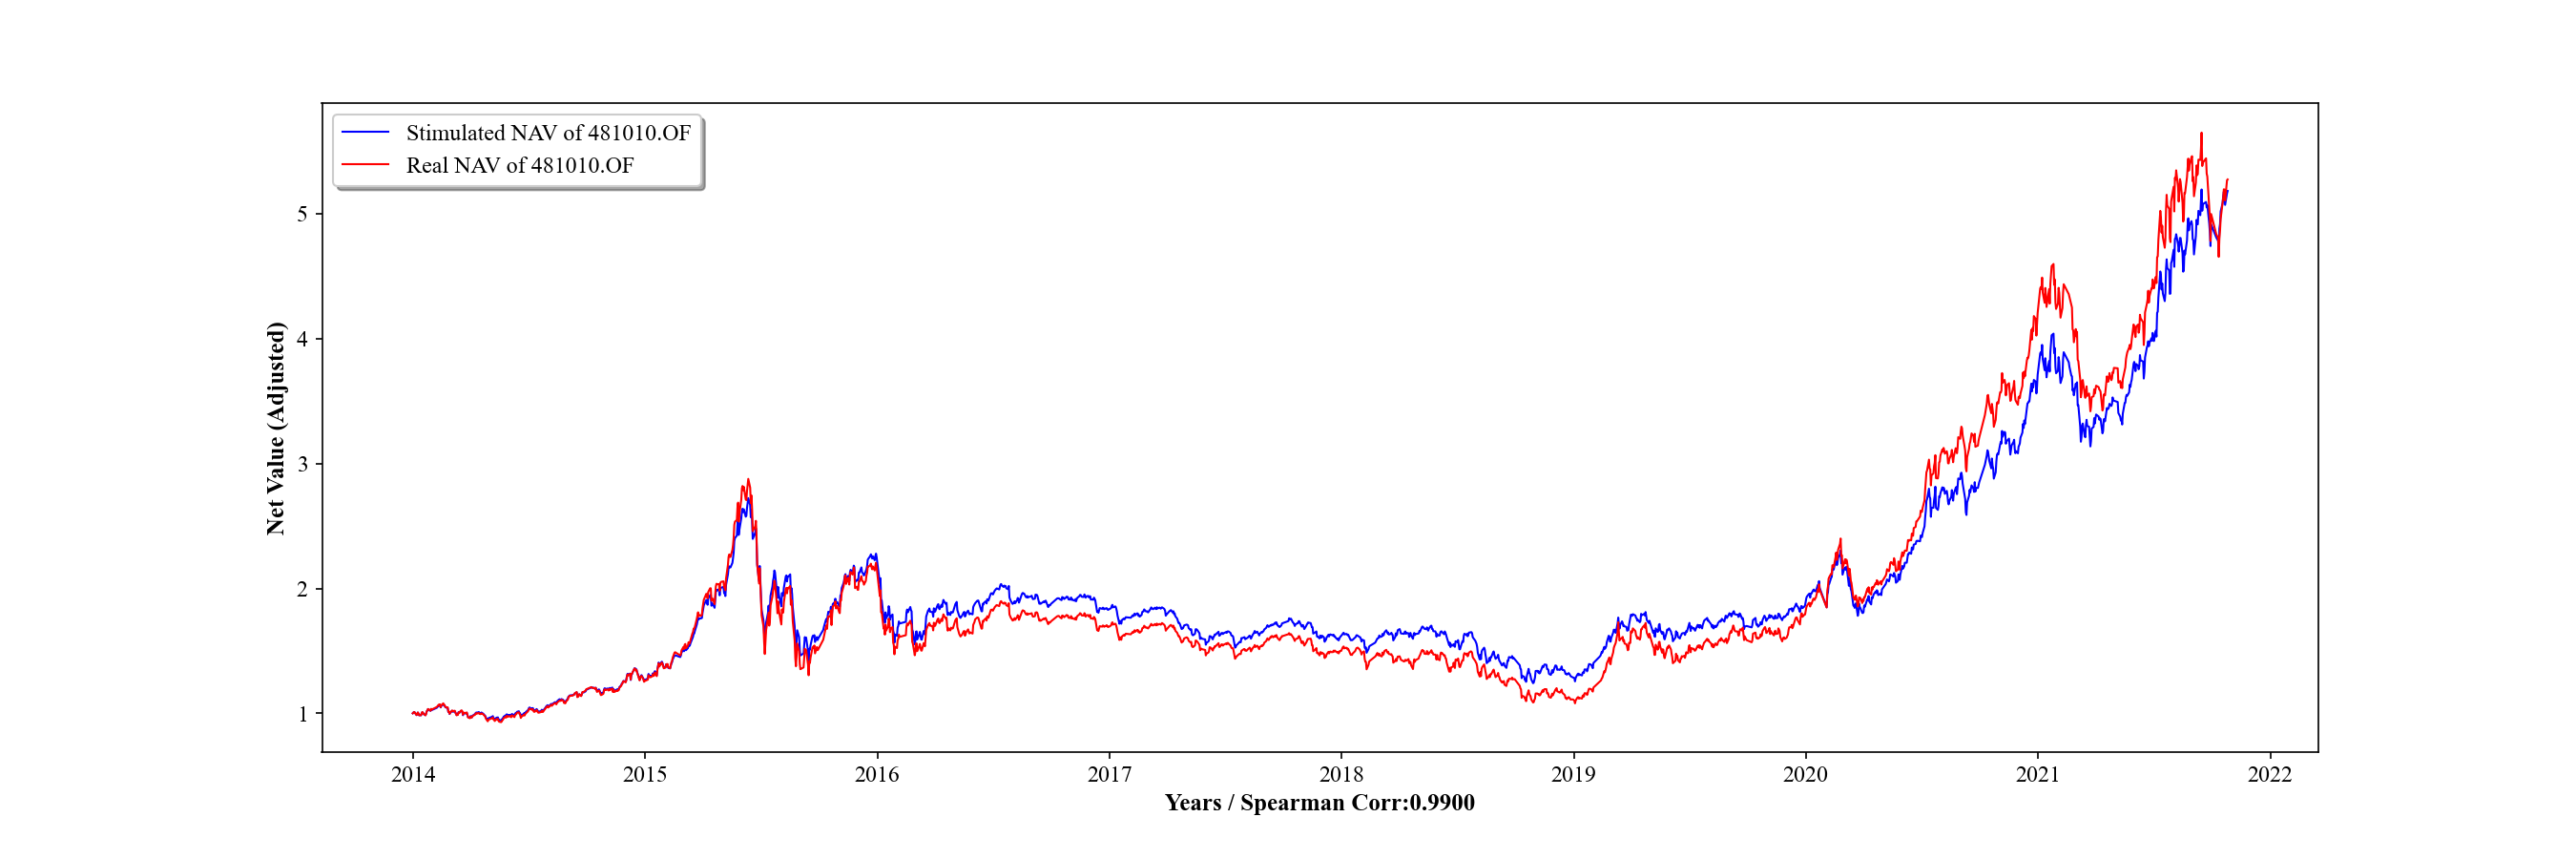 Stimulated NAV of 481010.OF
Real NAV of 481010.OF
Net Value (Adjusted)
5
4
3
2
1
2014 2015 2016 2017 2018 2019 2020 2021 2022
Years / Spearman Corr:0.9900